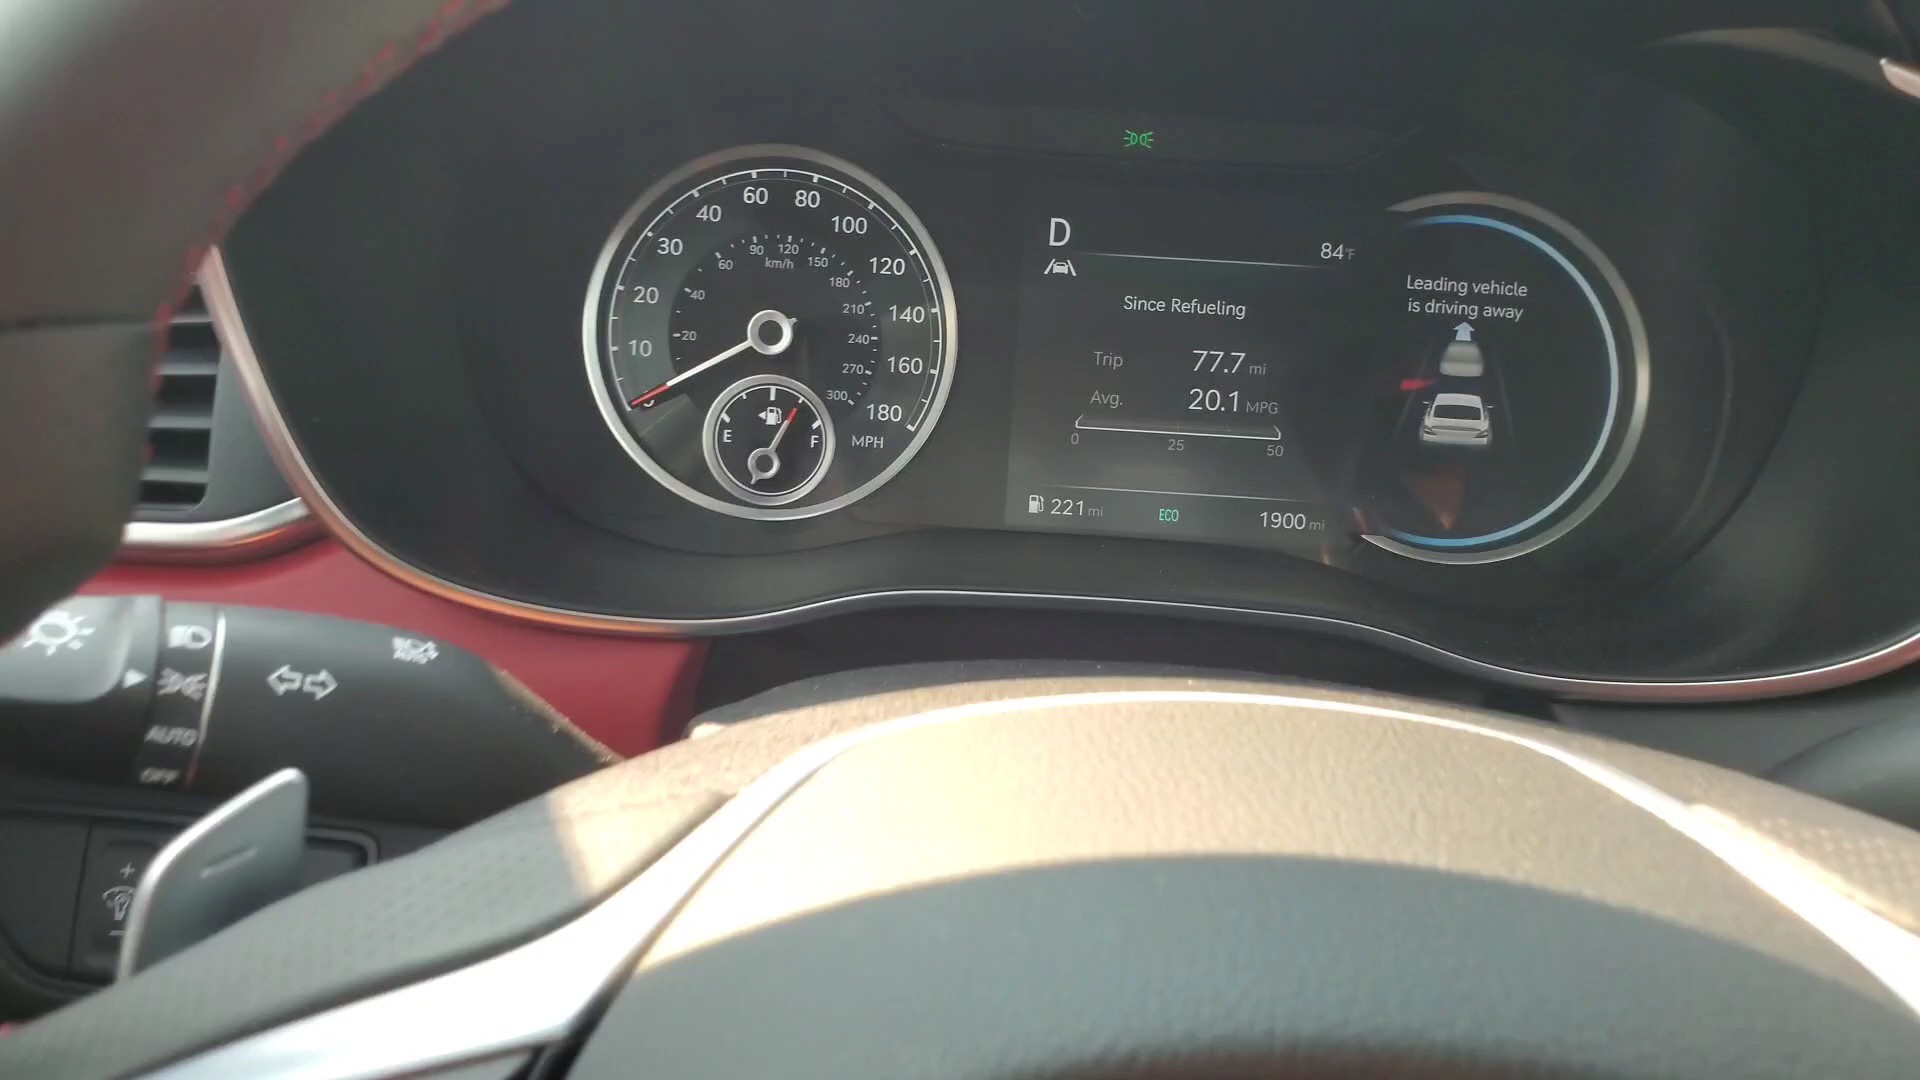 60
80
40
100
30
120
20
140
10
160
0
180
MPH
90
120
60
km/h
150
40
180
20
210
240
270
300
E
F
D
84°F
Since Refueling
Trip 77.7 mi
Avg. 20.1 MPG
0 25 50
221 mi ECO 1900 mi
Leading vehicle
is driving away
AUTO
OFF
+